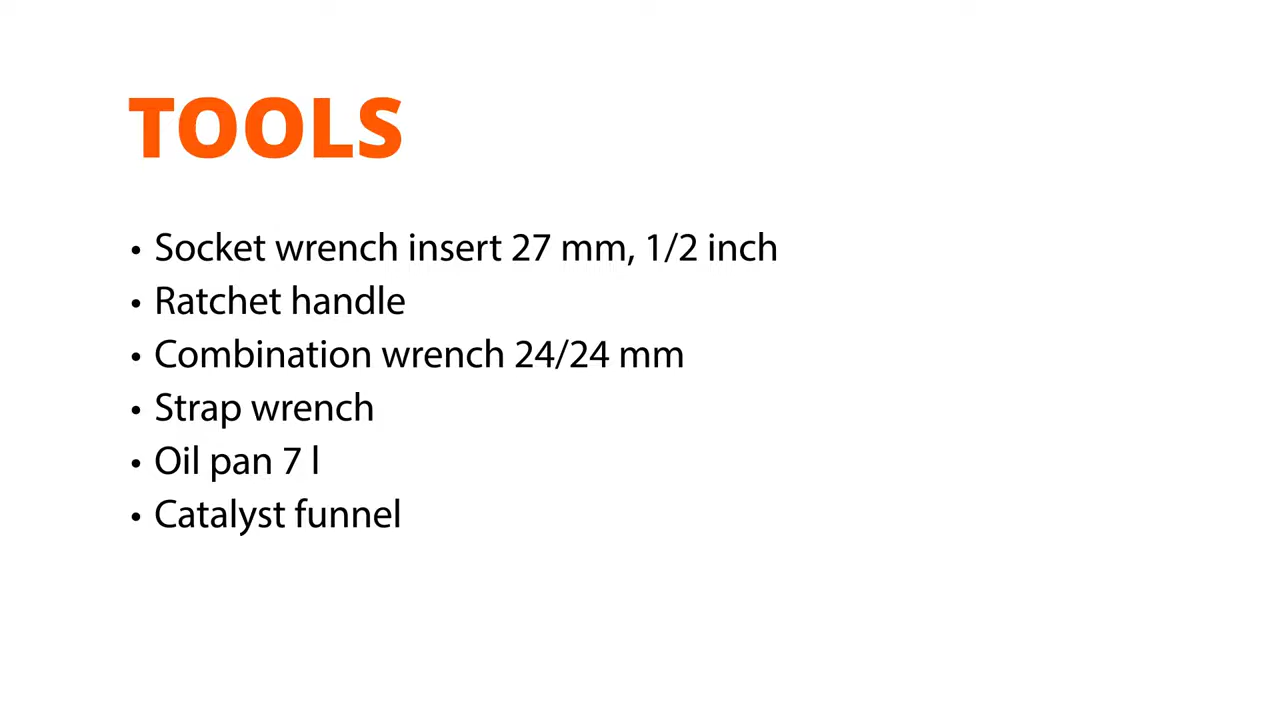 TOOLS
• Socket wrench insert 27 mm, 1/2 inch
• Ratchet handle
• Combination wrench 24/24 mm
• Strap wrench
• Oil pan 7 l
• Catalyst funnel